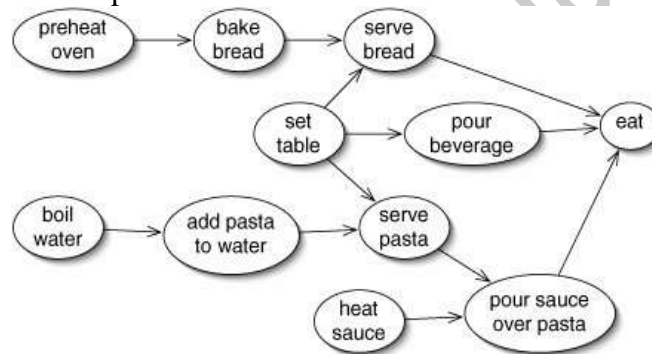 preheat
oven
bake
bread
serve
bread
set
table
pour
beverage
eat
boil
water
add pasta
to water
serve
pasta
heat
sauce
pour sauce
over pasta